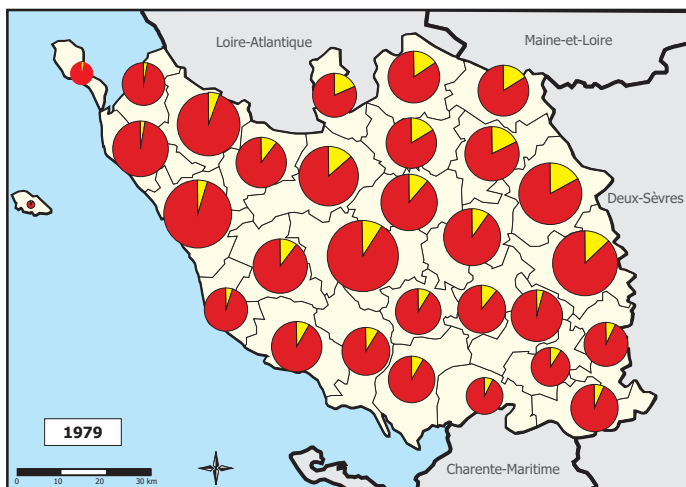 Loire-Atlantique
Maine-et-Loire
Deux-Sèvres
1979
0 10 20 30 km
Charente-Maritime